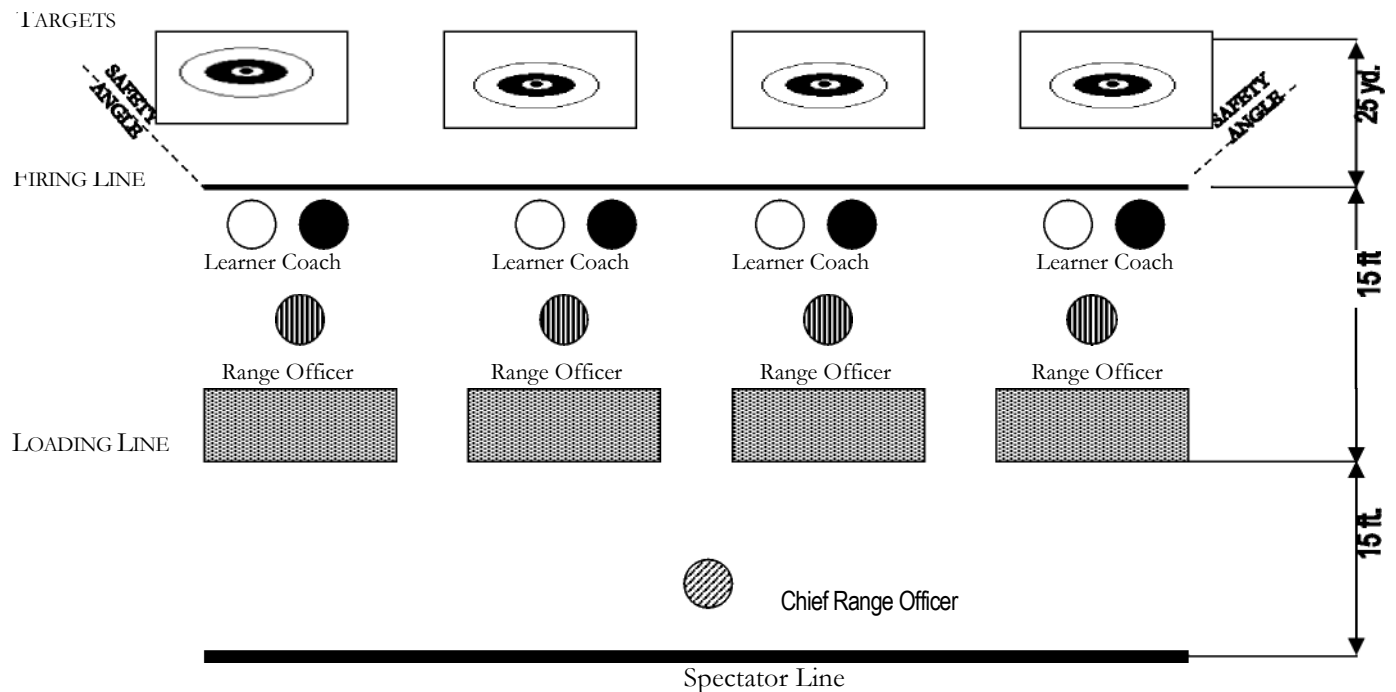 TARGETS
SAFETY
ANGLE
SAFETY
ANGLE
25 yd.
FIRING LINE
Learner Coach
Learner Coach
Learner Coach
Learner Coach
15 ft
Range Officer
Range Officer
Range Officer
Range Officer
LOADING LINE
15 ft.
Chief Range Officer
Spectator Line